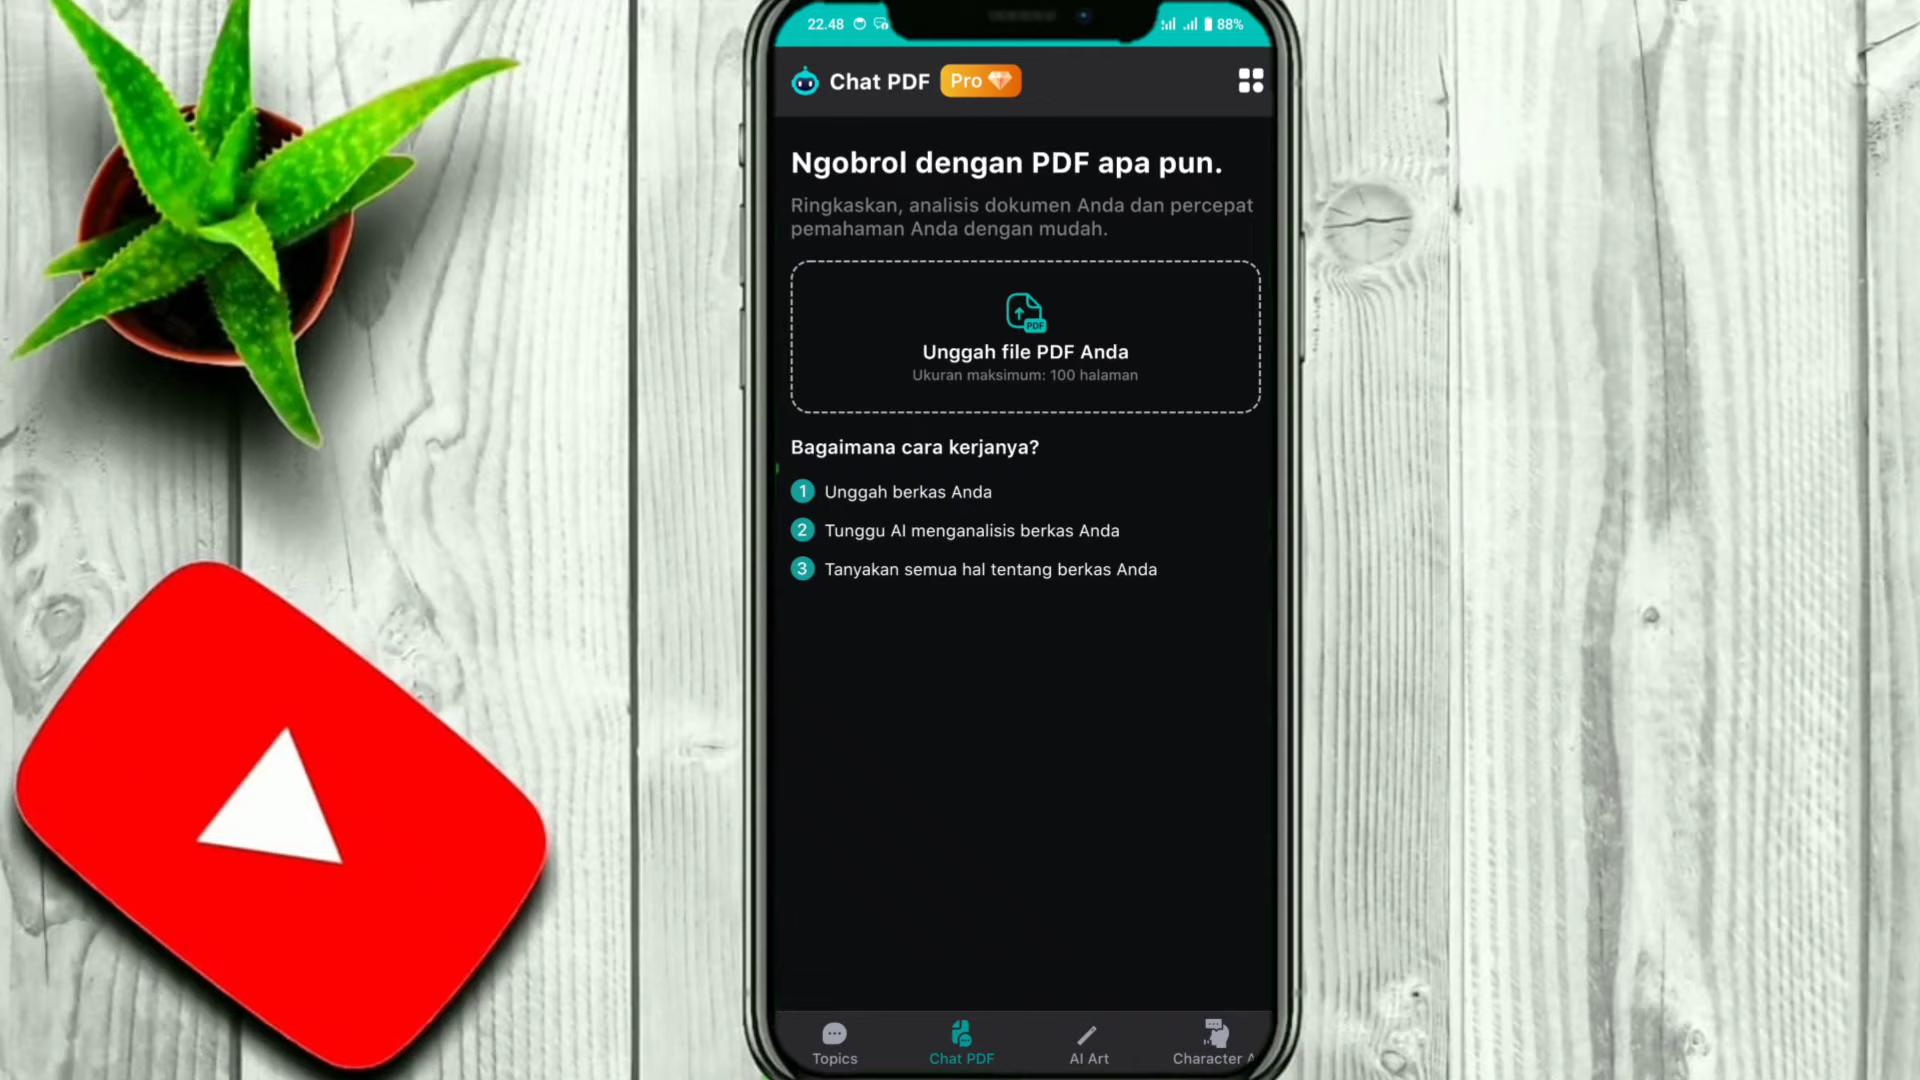 22.48
88%
Chat PDF Pro
Ngobrol dengan PDF apa pun.
Ringkaskan, analisis dokumen Anda dan percepat
pemahaman Anda dengan mudah.
PDF
Unggah file PDF Anda
Ukuran maksimum: 100 halaman
Bagaimana cara kerjanya?
1 Unggah berkas Anda
2 Tunggu AI menganalisis berkas Anda
3 Tanyakan semua hal tentang berkas Anda
Topics
Chat PDF
AI Art
Character A